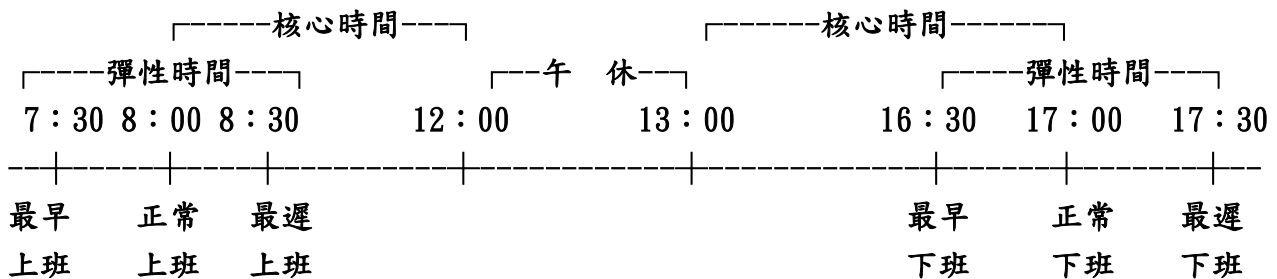 核心時間 核心時間
彈性時間 午 休 彈性時間
7：30 8：00 8：30 12：00 13：00 16：30 17：00 17：30
最早 正常 最遲 最早 正常 最遲
上班 上班 上班 下班 下班 下班